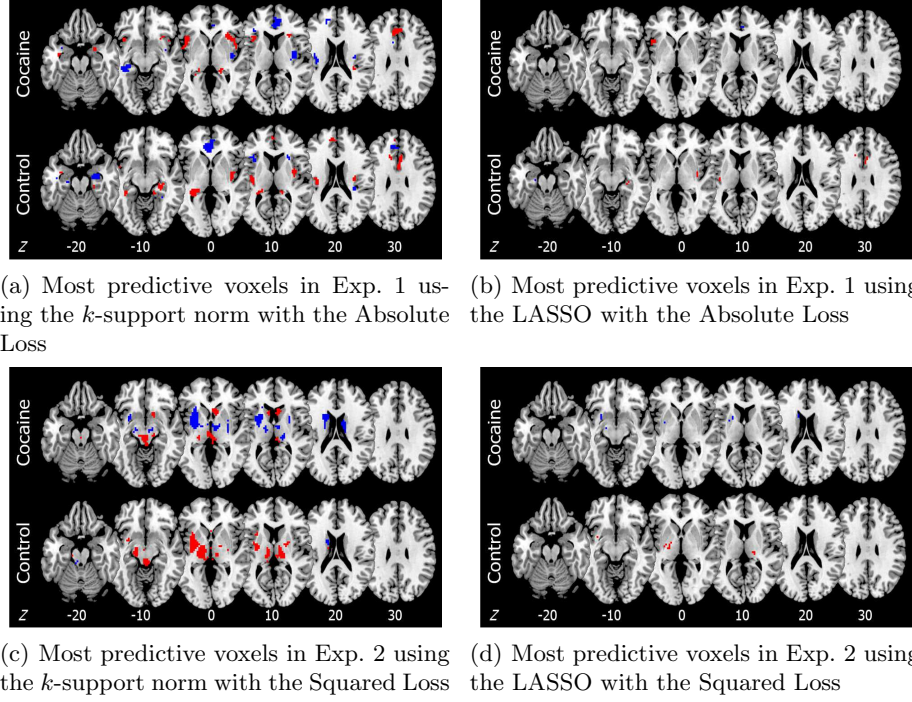 Cocaine
Control
Z -20 -10 0 10 20 30
Cocaine
Control
Z -20 -10 0 10 20 30
(a) Most predictive voxels in Exp. 1 us-
ing the k-support norm with the Absolute
Loss
(b) Most predictive voxels in Exp. 1 using
the LASSO with the Absolute Loss
Cocaine
Control
Z -20 -10 0 10 20 30
Cocaine
Control
Z -20 -10 0 10 20 30
(c) Most predictive voxels in Exp. 2 using
the k-support norm with the Squared Loss
(d) Most predictive voxels in Exp. 2 using
the LASSO with the Squared Loss